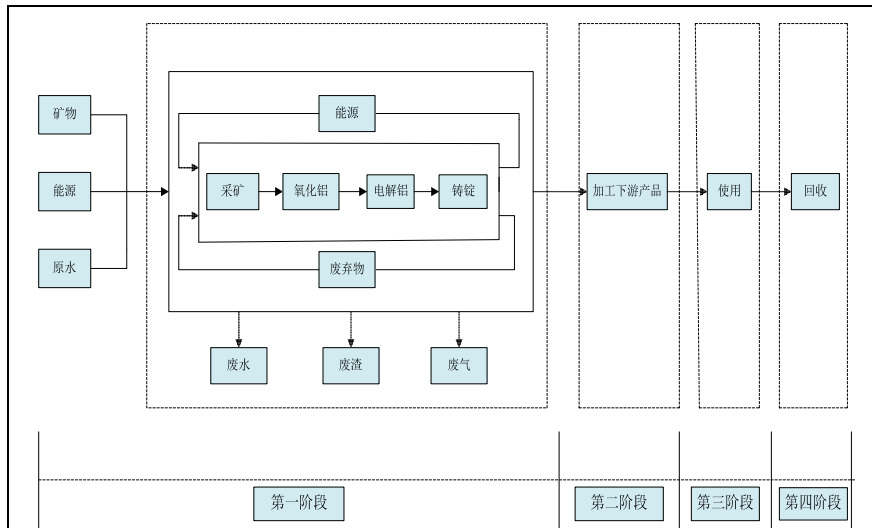 矿物
能源
原水
能源
采矿
氧化铝
电解铝
铸锭
废弃物
废水
废渣
废气
加工下游产品
使用
回收
第一阶段
第二阶段
第三阶段
第四阶段